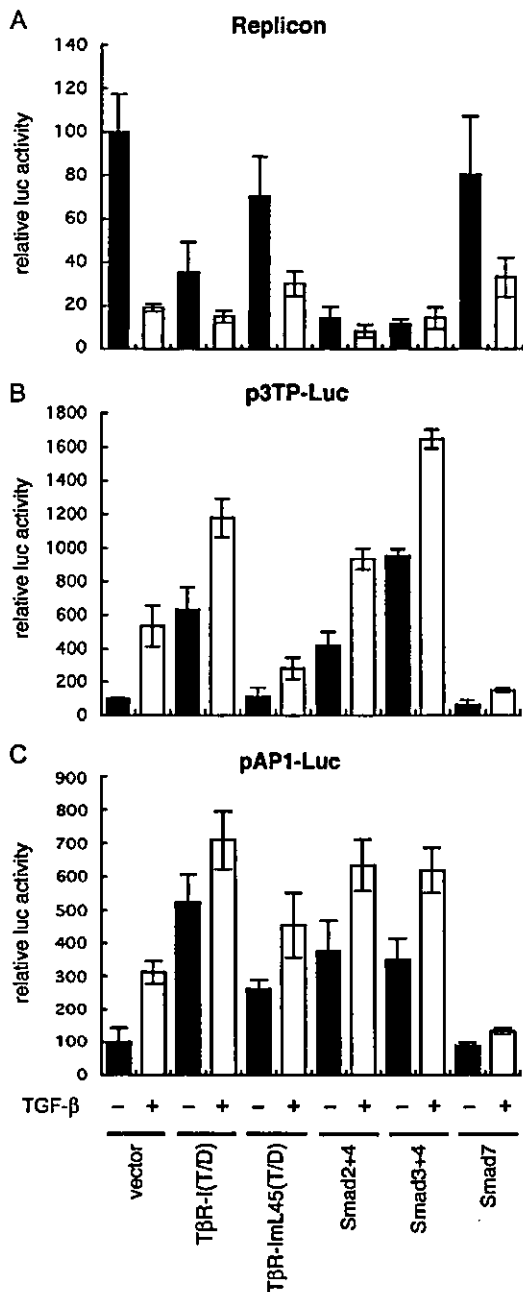 A
Replicon
relative luc activity
140
120
100
80
60
40
20
0
B
p3TP-Luc
relative luc activity
1800
1600
1400
1200
1000
800
600
400
200
0
C
pAP1-Luc
relative luc activity
900
800
700
600
500
400
300
200
100
0
TGF-β − + − + − + − + − + − +
vector
TβR-I(T/D)
TβR-ImL45(T/D)
Smad2+4
Smad3+4
Smad7